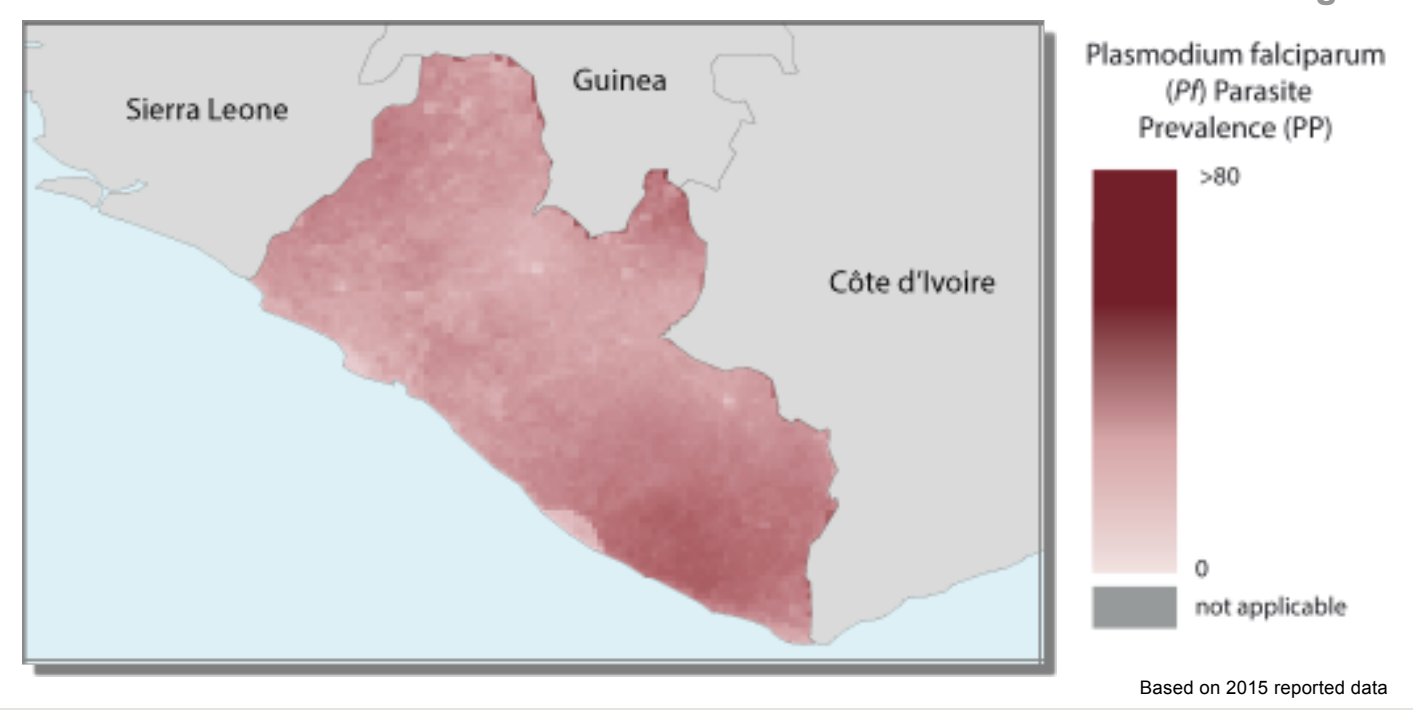 Sierra Leone
Guinea
Côte d'Ivoire
Plasmodium falciparum
(Pf) Parasite
Prevalence (PP)
>80
0
not applicable
Based on 2015 reported data